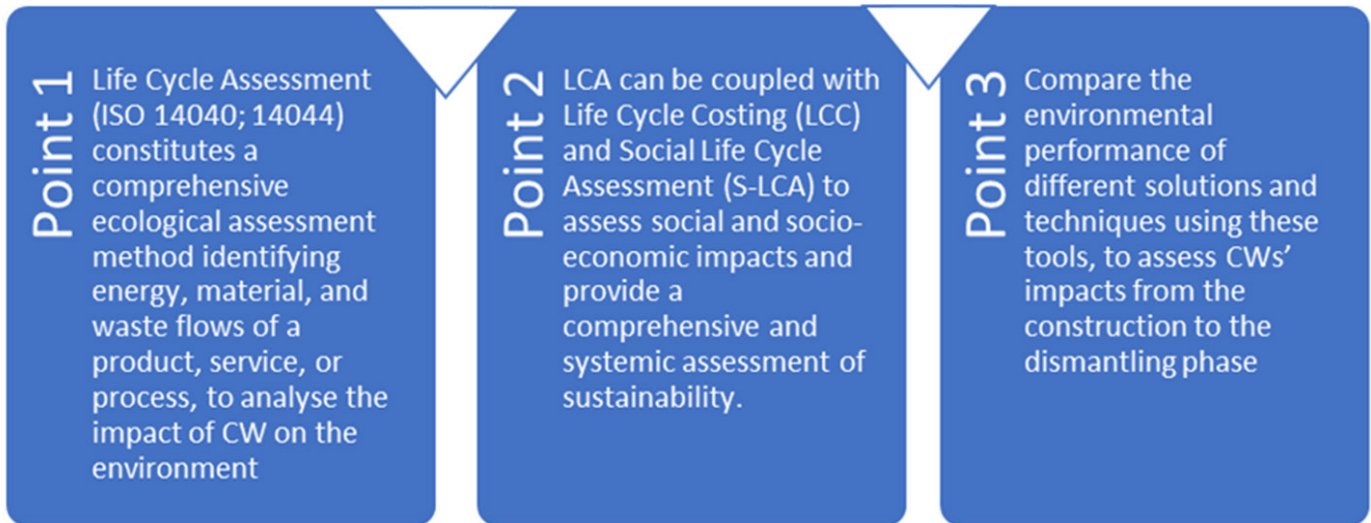 Point 1
Life Cycle Assessment
(ISO 14040; 14044)
constitutes a
comprehensive
ecological assessment
method identifying
energy, material, and
waste flows of a
product, service, or
process, to analyse the
impact of CW on the
environment
Point 2
LCA can be coupled with
Life Cycle Costing (LCC)
and Social Life Cycle
Assessment (S-LCA) to
assess social and socio-
economic impacts and
provide a
comprehensive and
systemic assessment of
sustainability.
Point 3
Compare the
environmental
performance of
different solutions and
techniques using these
tools, to assess CWs’
impacts from the
construction to the
dismantling phase